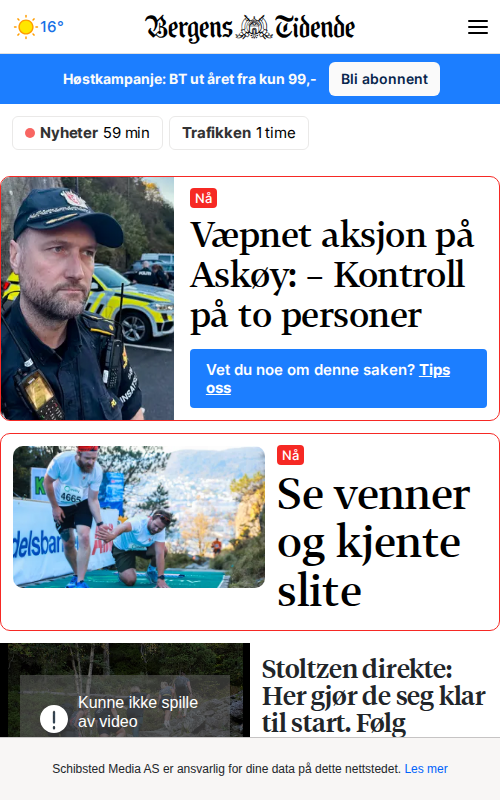 16°
Bergens Tidende
Høstkampanje: BT ut året fra kun 99,-
Bli abonnent
Nyheter 59 min
Trafikken 1 time
Nå
Væpnet aksjon på
Askøy: – Kontroll
på to personer
Vet du noe om denne saken? Tips
oss
INNSATS
Nå
4665
delsban
Se venner
og kjente
slite
Kunne ikke spille
av video
Stoltzen direkte:
Her gjør de seg klar
til start. Følg
Schibsted Media AS er ansvarlig for dine data på dette nettstedet. Les mer